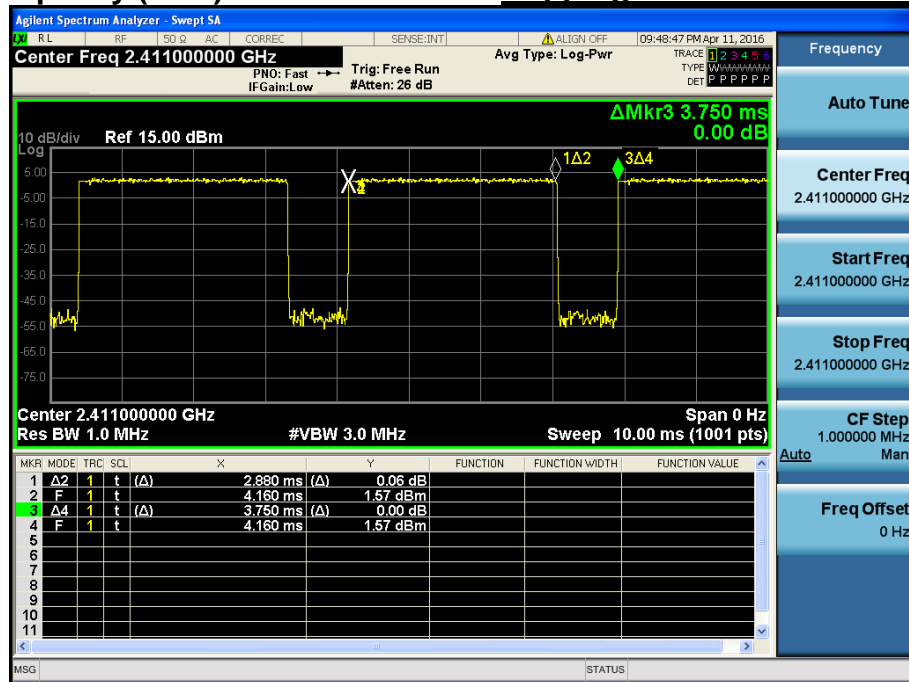 Agilent Spectrum Analyzer - Swept SA
LXI RL RF 50 Ω AC CORREC SENSE:INT ALIGN OFF 09:48:47 PM Apr 11, 2016
Center Freq 2.411000000 GHz
PNO: Fast
IFGain:Low
Trig: Free Run
#Atten: 26 dB
Avg Type: Log-Pwr
TRACE 1 2 3 4 5 6
TYPE WWWWWW
DET P P P P P P
ΔMkr3 3.750 ms
0.00 dB
10 dB/div Ref 15.00 dBm
Log
5.00
-5.00
-15.0
-25.0
-35.0
-45.0
-55.0
-65.0
-75.0
1Δ2
3Δ4
X
Center 2.411000000 GHz Span 0 Hz
Res BW 1.0 MHz #VBW 3.0 MHz Sweep 10.00 ms (1001 pts)
MKR MODE TRC SCL X Y FUNCTION FUNCTION WIDTH FUNCTION VALUE
1 Δ2 1 t (Δ) 2.880 ms (Δ) 0.06 dB
2 F 1 t 4.160 ms 1.57 dBm
3 Δ4 1 t (Δ) 3.750 ms (Δ) 0.00 dB
4 F 1 t 4.160 ms 1.57 dBm
5
6
7
8
9
10
11
MSG STATUS
Frequency
Auto Tune
Center Freq
2.411000000 GHz
Start Freq
2.411000000 GHz
Stop Freq
2.411000000 GHz
CF Step
1.000000 MHz
Auto Man
Freq Offset
0 Hz